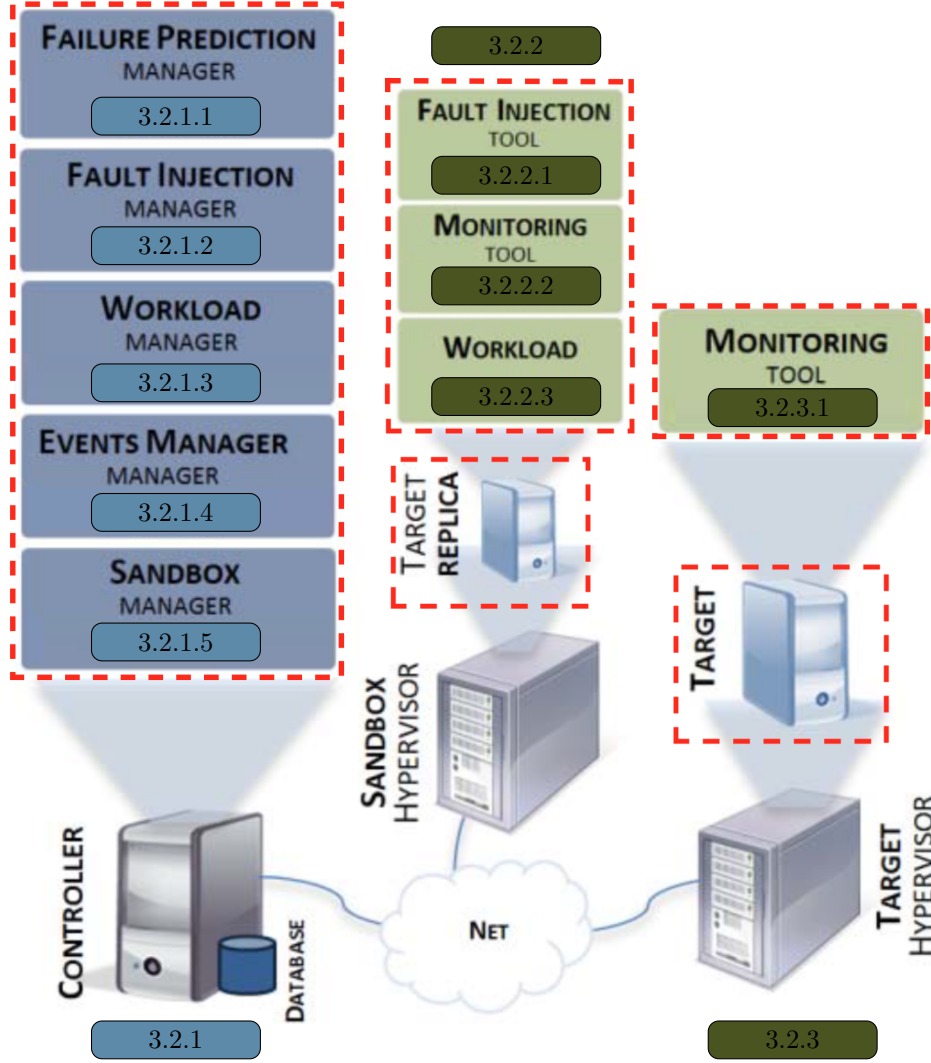 FAILURE PREDICTION
MANAGER
3.2.1.1
FAULT INJECTION
MANAGER
3.2.1.2
WORKLOAD
MANAGER
3.2.1.3
EVENTS MANAGER
MANAGER
3.2.1.4
SANDBOX
MANAGER
3.2.1.5
3.2.2
FAULT INJECTION
TOOL
3.2.2.1
MONITORING
TOOL
3.2.2.2
WORKLOAD
3.2.2.3
MONITORING
TOOL
3.2.3.1
TARGET
REPLICA
TARGET
SANDBOX
HYPERVISOR
CONTROLLER
DATABASE
NET
TARGET
HYPERVISOR
3.2.1
3.2.3